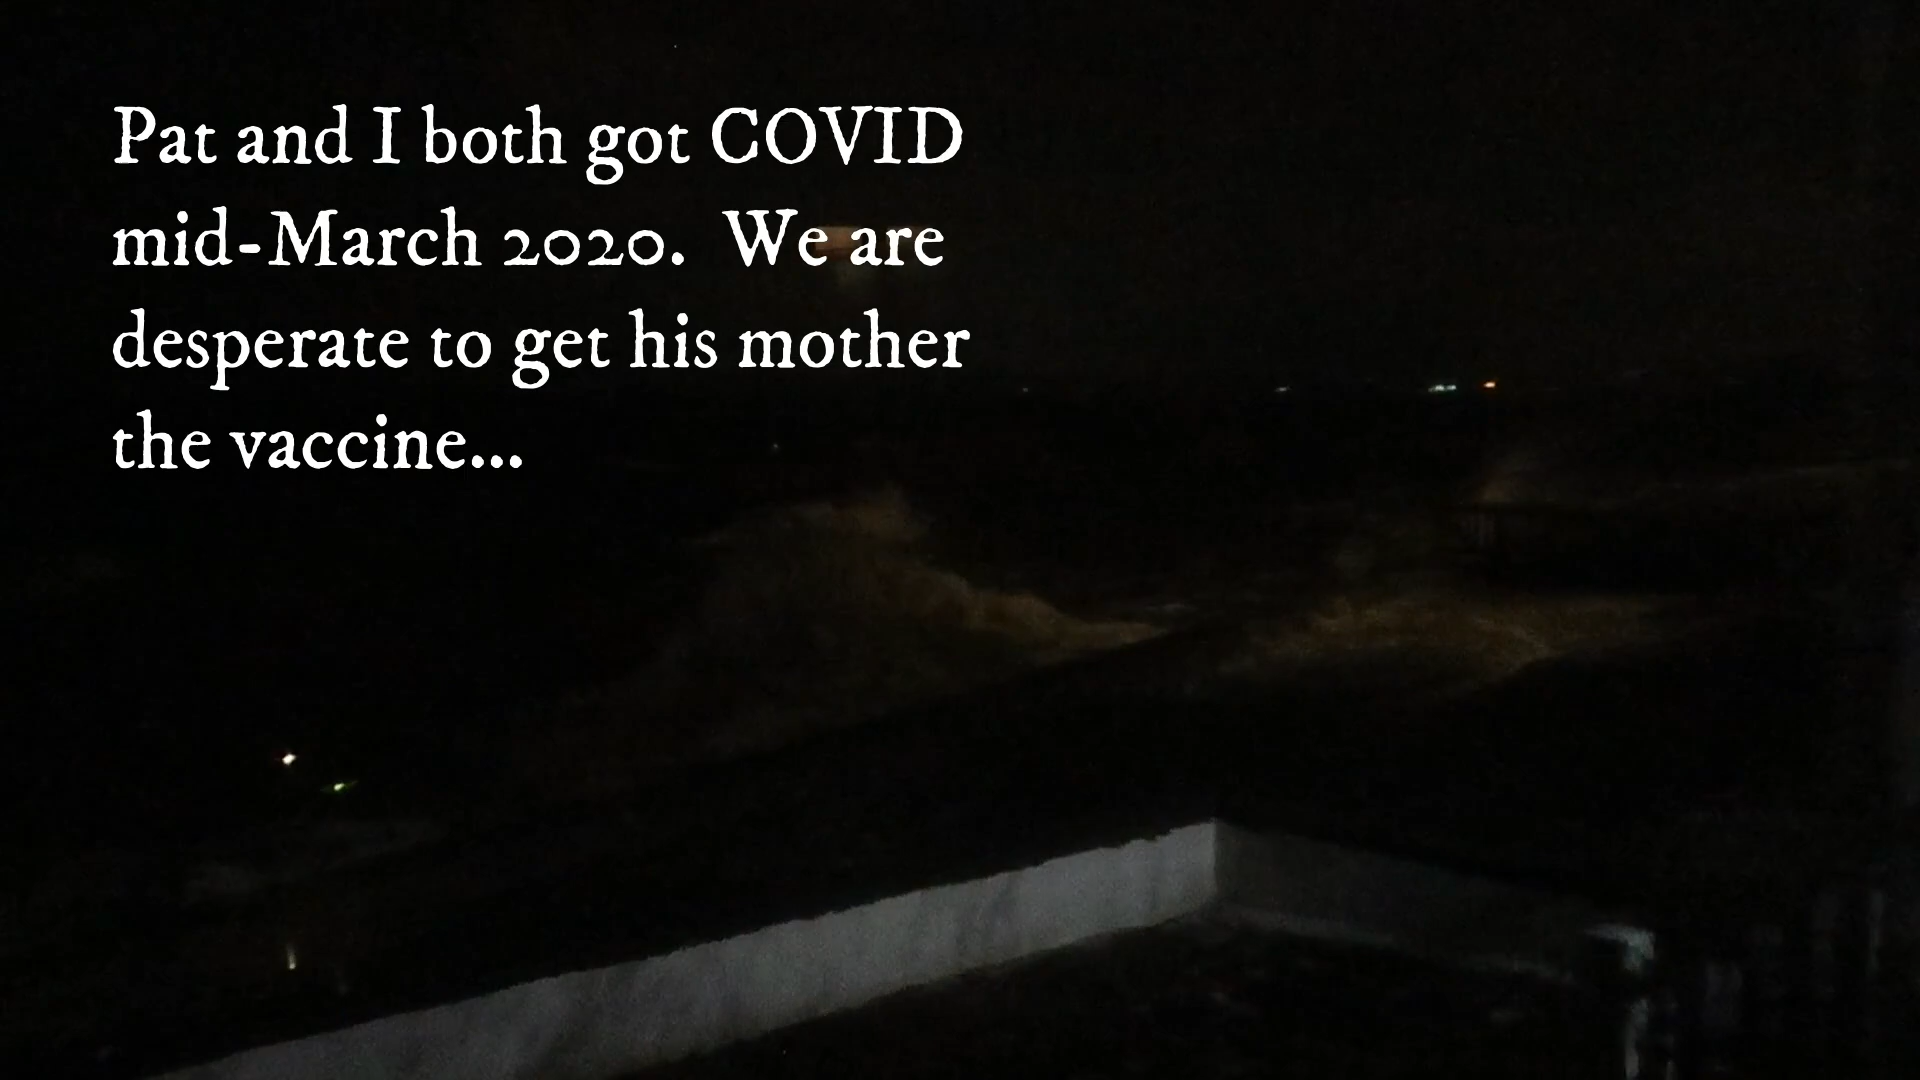 Pat and I both got COVID
mid-March 2020.  We are
desperate to get his mother
the vaccine...